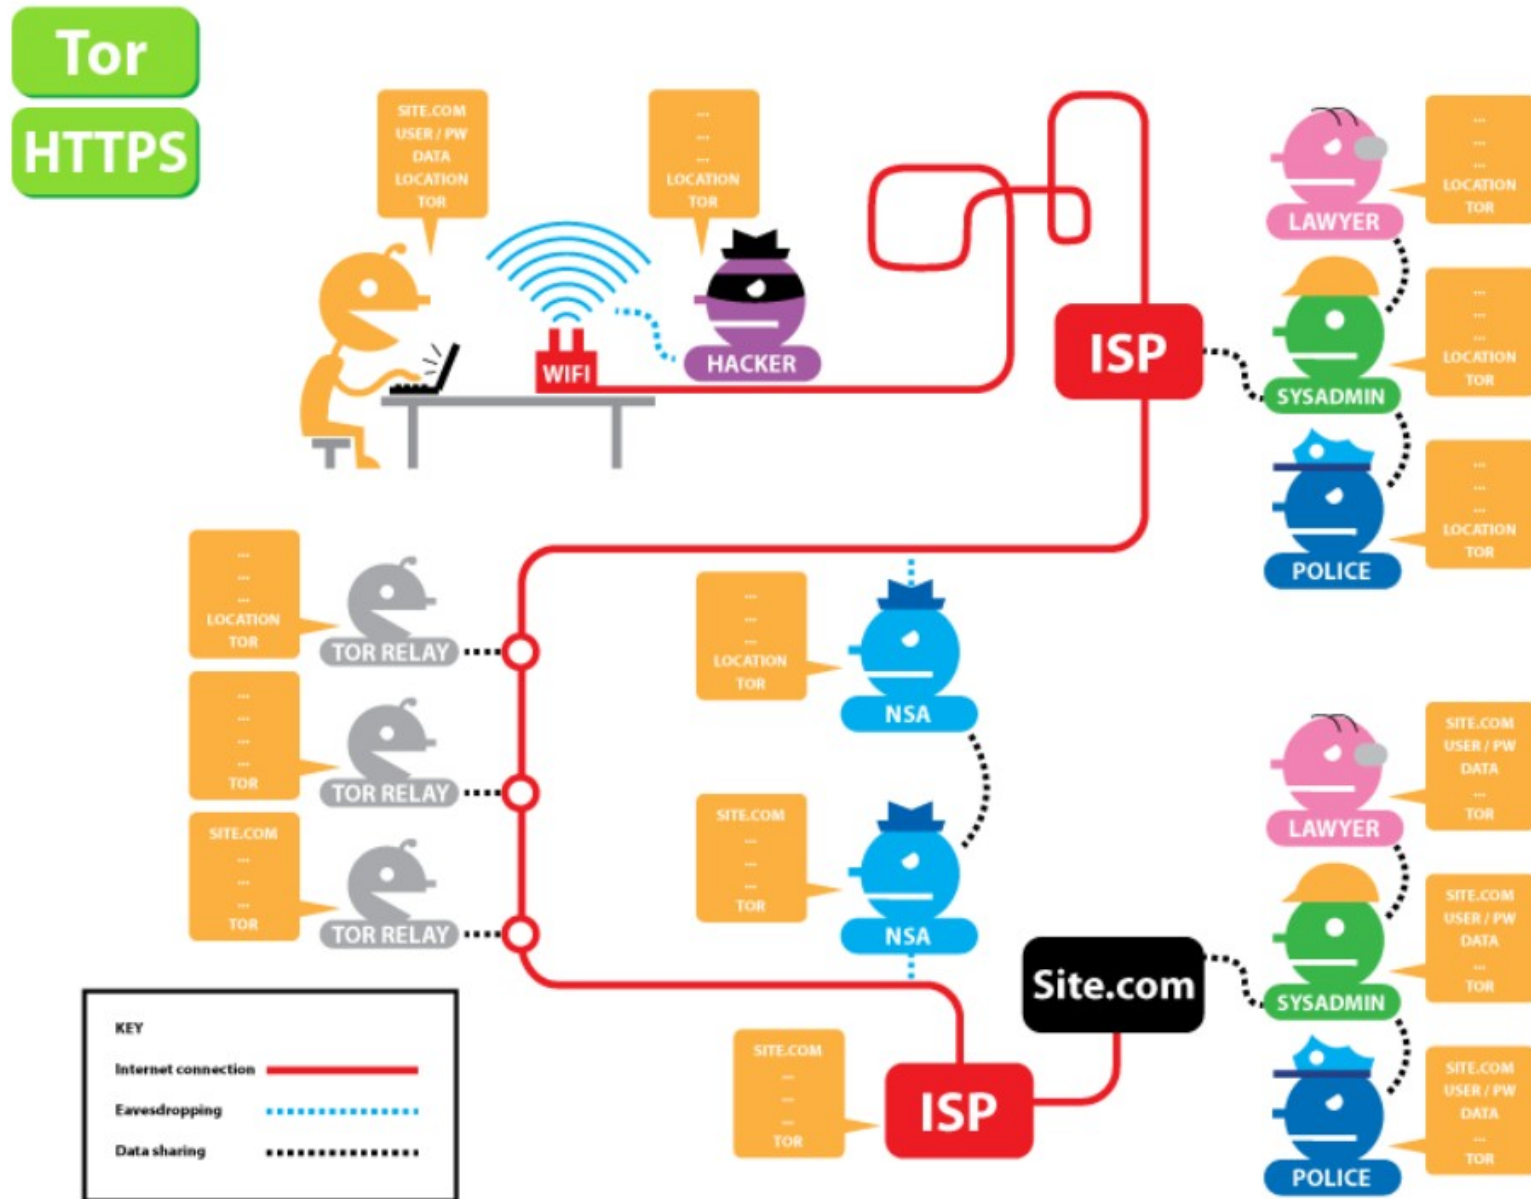 Tor
HTTPS
SITE.COM
USER / PW
DATA
LOCATION
TOR
...
...
...
LOCATION
TOR
WIFI
HACKER
ISP
LAWYER
...
...
...
LOCATION
TOR
SYSADMIN
...
...
...
LOCATION
TOR
POLICE
...
...
...
LOCATION
TOR
...
...
...
LOCATION
TOR
TOR RELAY
...
...
...
...
TOR
TOR RELAY
SITE.COM
...
...
...
TOR
TOR RELAY
...
...
...
LOCATION
TOR
NSA
SITE.COM
...
...
...
TOR
NSA
LAWYER
SITE.COM
USER / PW
DATA
...
TOR
Site.com
SYSADMIN
SITE.COM
USER / PW
DATA
...
TOR
POLICE
SITE.COM
USER / PW
DATA
...
TOR
SITE.COM
...
...
...
TOR
ISP
KEY
Internet connection
Eavesdropping
Data sharing